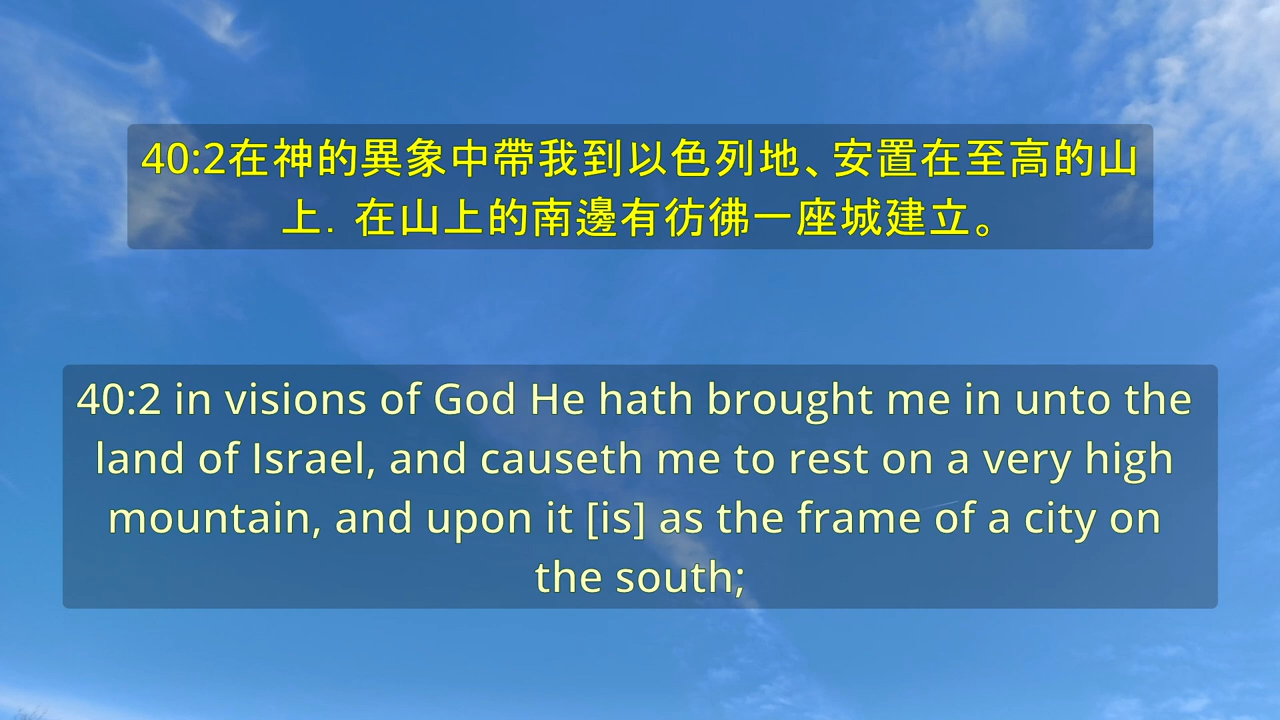 40:2在神的異象中帶我到以色列地、安置在至高的山
上．在山上的南邊有彷彿一座城建立。
40:2 in visions of God He hath brought me in unto the
land of Israel, and causeth me to rest on a very high
mountain, and upon it [is] as the frame of a city on
the south;